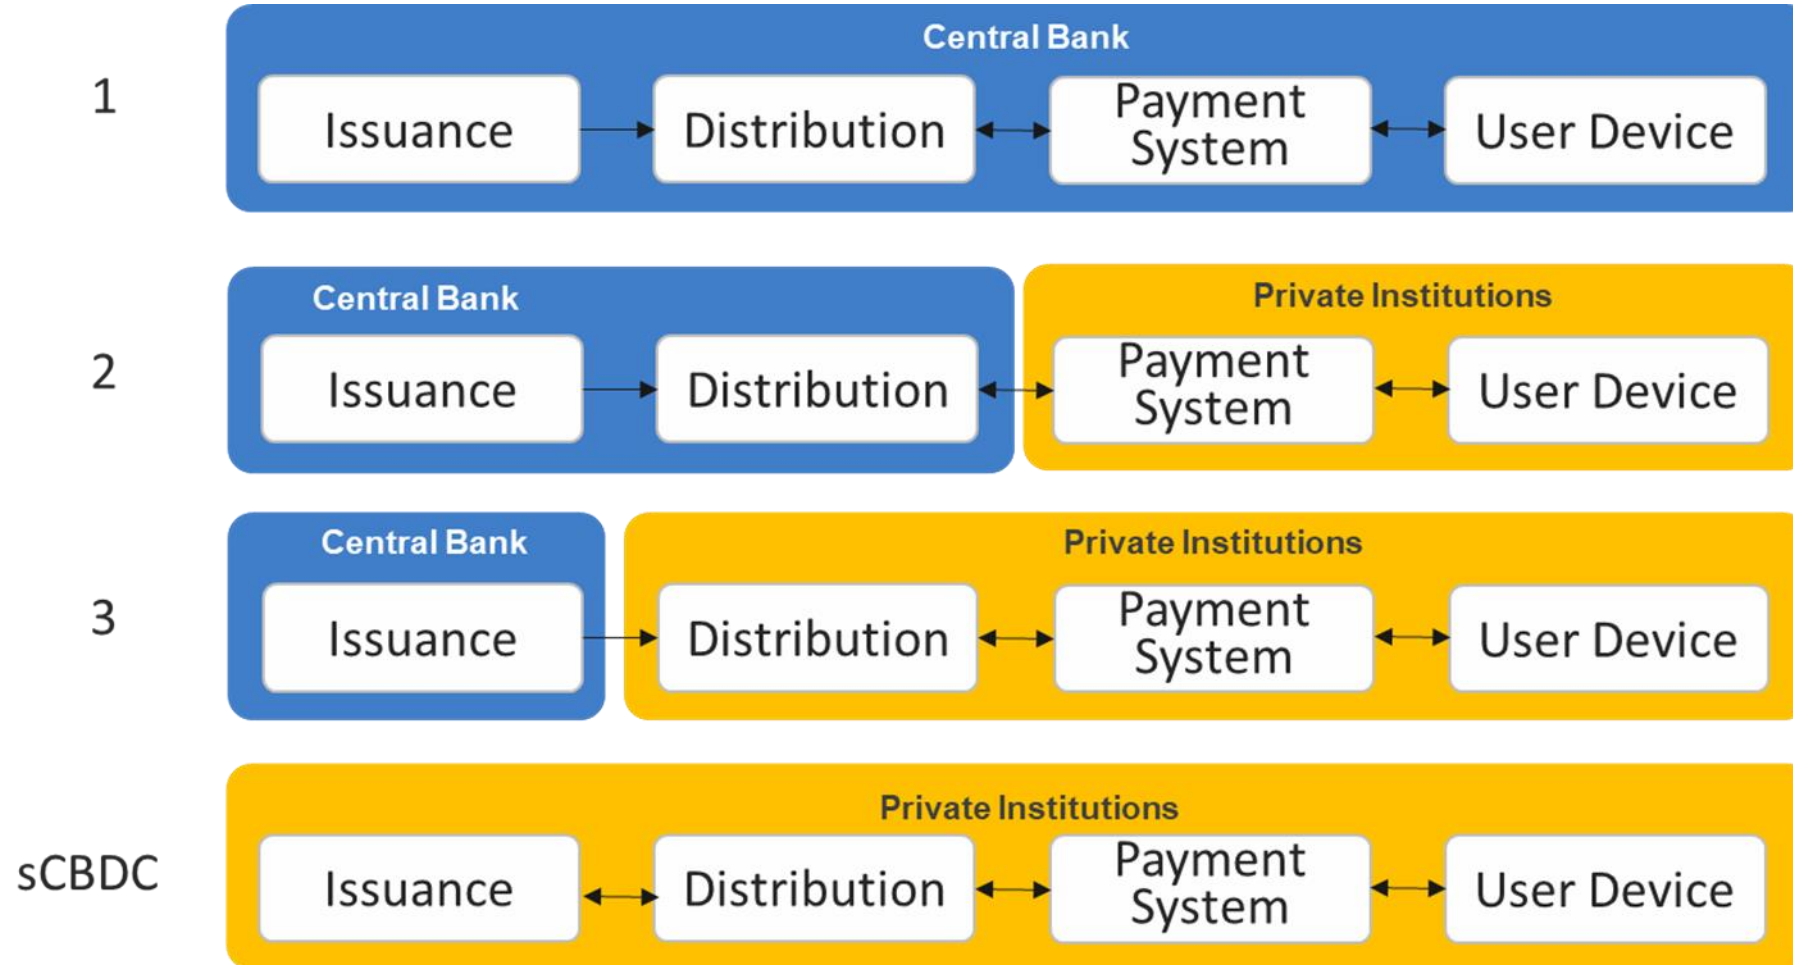 Central Bank
1
Issuance
Distribution
Payment
System
User Device
Central Bank
Private Institutions
2
Issuance
Distribution
Payment
System
User Device
Central Bank
Private Institutions
3
Issuance
Distribution
Payment
System
User Device
Private Institutions
sCBDC
Issuance
Distribution
Payment
System
User Device